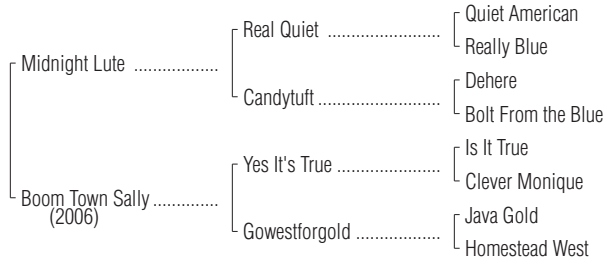 Quiet American
Real Quiet ........................
Really Blue
Midnight Lute ..................
Dehere
Candytuft ..........................
Bolt From the Blue
Is It True
Yes It's True ......................
Clever Monique
Boom Town Sally ..............
(2006)
Java Gold
Gowestforgold ...................
Homestead West